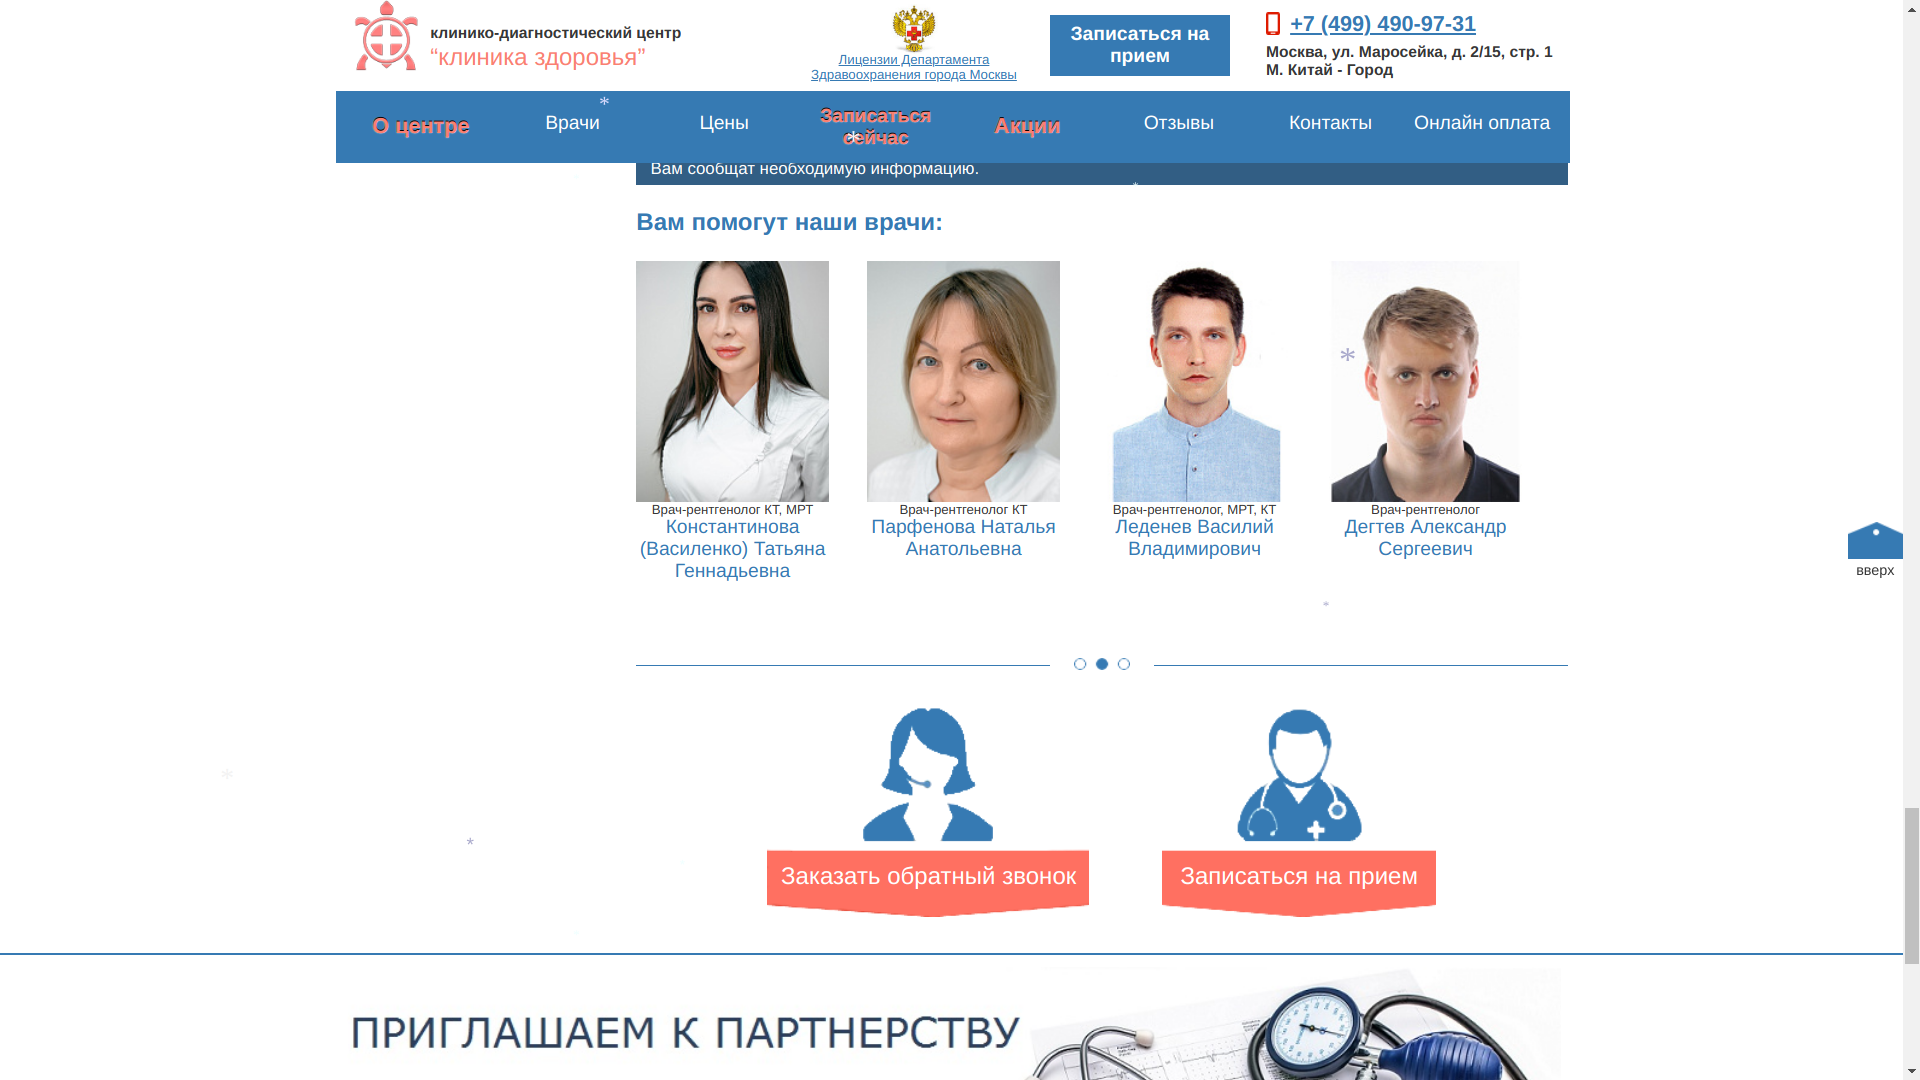 клинико-диагностический центр
“клиника здоровья”
Лицензии Департамента
Здравоохранения города Москвы
Записаться на
прием
+7 (499) 490-97-31
Москва, ул. Маросейка, д. 2/15, стр. 1
М. Китай - Город
О центре
Врачи
Цены
Записаться
сейчас
Акции
Отзывы
Контакты
Онлайн оплата
Вам сообщат необходимую информацию.
Вам помогут наши врачи:
Врач-рентгенолог КТ, МРТ
Константинова
(Василенко) Татьяна
Геннадьевна
Врач-рентгенолог КТ
Парфенова Наталья
Анатольевна
Врач-рентгенолог, МРТ, КТ
Леденев Василий
Владимирович
Врач-рентгенолог
Дегтев Александр
Сергеевич
вверх
Заказать обратный звонок
Записаться на прием
ПРИГЛАШАЕМ К ПАРТНЕРСТВУ